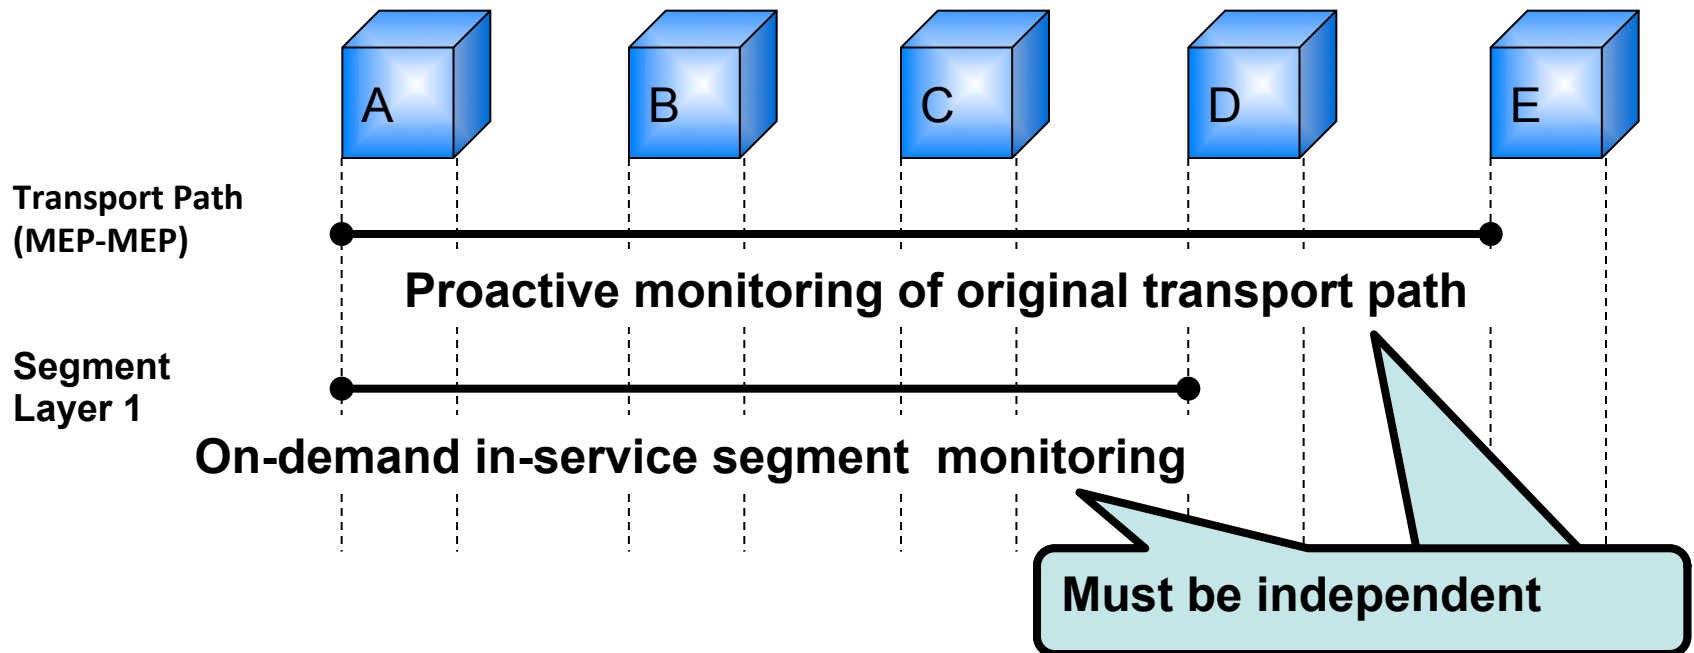 A
B
C
D
E
Transport Path
(MEP-MEP)
Proactive monitoring of original transport path
Segment
Layer 1
On-demand in-service segment  monitoring
Must be independent